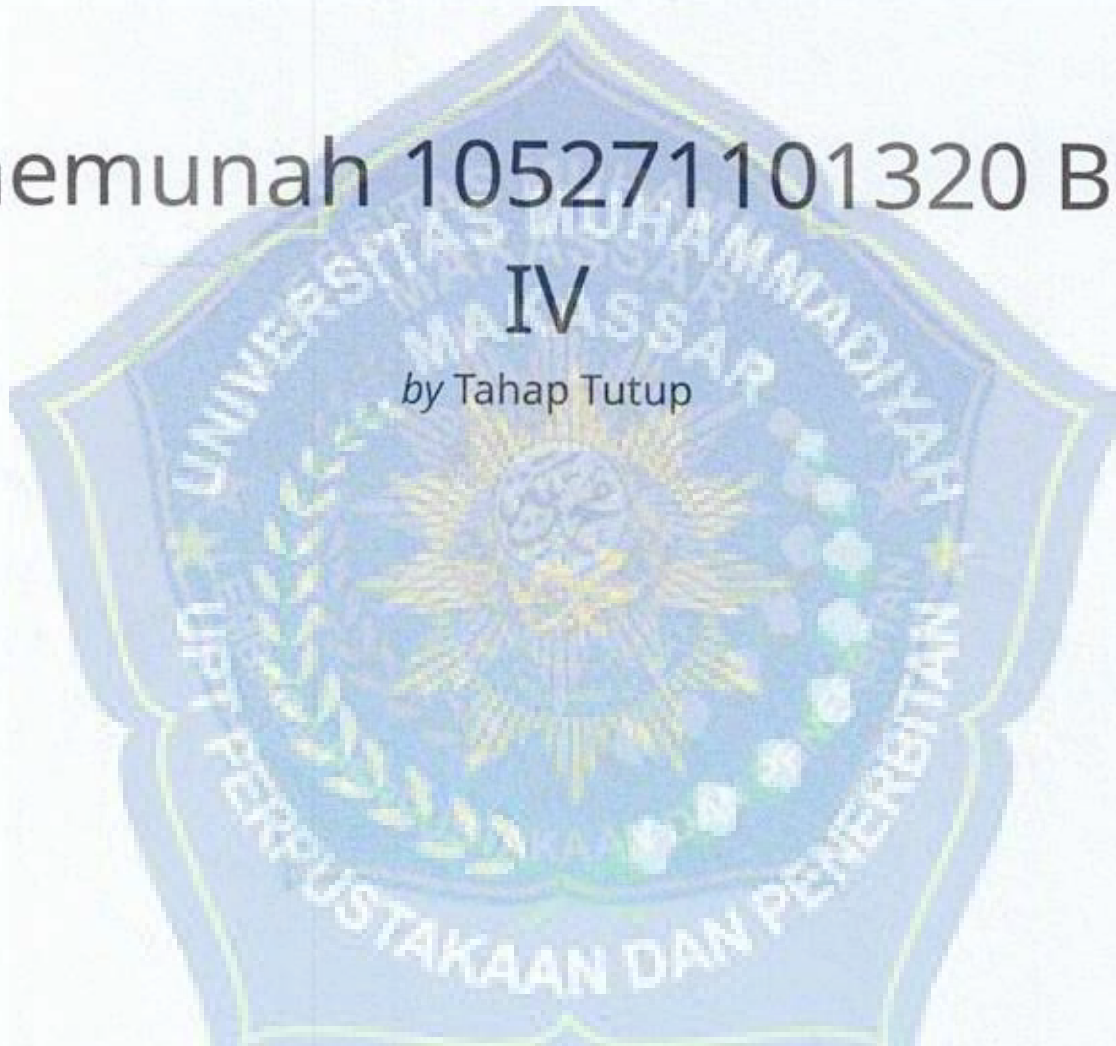 emunah 105271101320 B
IV
by Tahap Tutup
UNIVERSITAS MUHAMMADIYAH
MAKASSAR
UPT PERPUSTAKAAN DAN PENERBITAN